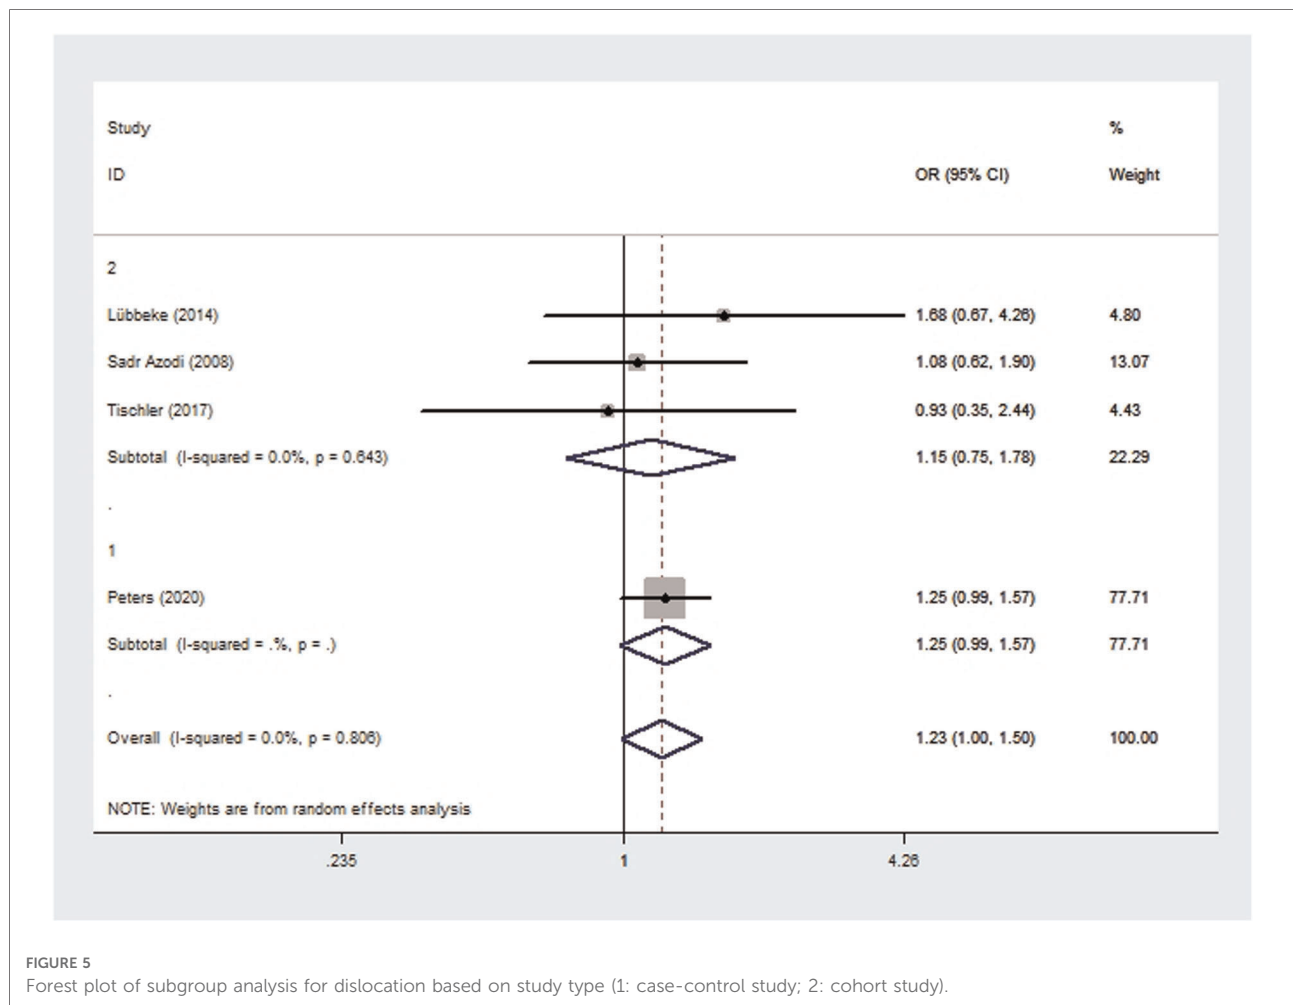 Study %
ID OR (95% CI) Weight
2
Lübbeke (2014) 1.68 (0.67, 4.26) 4.80
Sadr Azodi (2008) 1.08 (0.62, 1.90) 13.07
Tischler (2017) 0.93 (0.35, 2.44) 4.43
Subtotal (I-squared = 0.0%, p = 0.643) 1.15 (0.75, 1.78) 22.29
.
1
Peters (2020) 1.25 (0.99, 1.57) 77.71
Subtotal (I-squared = .%, p = .) 1.25 (0.99, 1.57) 77.71
.
Overall (I-squared = 0.0%, p = 0.806) 1.23 (1.00, 1.50) 100.00
NOTE: Weights are from random effects analysis
.235 1 4.26
FIGURE 5
Forest plot of subgroup analysis for dislocation based on study type (1: case-control study; 2: cohort study).